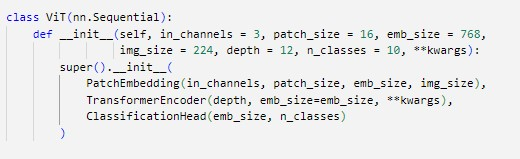 class ViT(nn.Sequential):
    def __init__(self, in_channels = 3, patch_size = 16, emb_size = 768,
                 img_size = 224, depth = 12, n_classes = 10, **kwargs):
        super().__init__(
            PatchEmbedding(in_channels, patch_size, emb_size, img_size),
            TransformerEncoder(depth, emb_size=emb_size, **kwargs),
            ClassificationHead(emb_size, n_classes)
        )